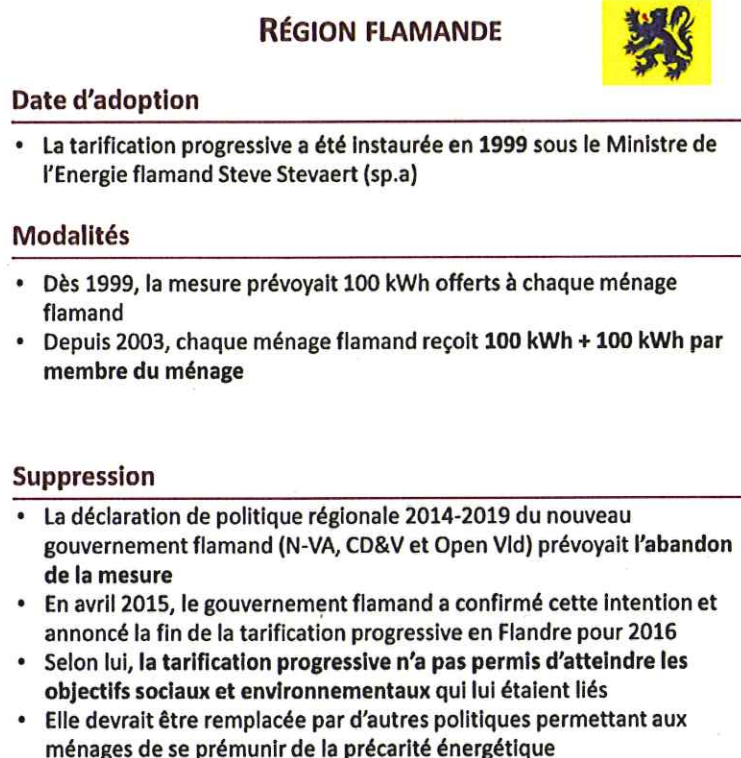 RÉGION FLAMANDE
Date d'adoption
• La tarification progressive a été instaurée en 1999 sous le Ministre de
l'Energie flamand Steve Stevaert (sp.a)
Modalités
• Dès 1999, la mesure prévoyait 100 kWh offerts à chaque ménage
flamand
• Depuis 2003, chaque ménage flamand reçoit 100 kWh + 100 kWh par
membre du ménage
Suppression
• La déclaration de politique régionale 2014-2019 du nouveau
gouvernement flamand (N-VA, CD&V et Open Vld) prévoyait l'abandon
de la mesure
• En avril 2015, le gouvernement flamand a confirmé cette intention et
annoncé la fin de la tarification progressive en Flandre pour 2016
• Selon lui, la tarification progressive n'a pas permis d'atteindre les
objectifs sociaux et environnementaux qui lui étaient liés
• Elle devrait être remplacée par d'autres politiques permettant aux
ménages de se prémunir de la précarité énergétique